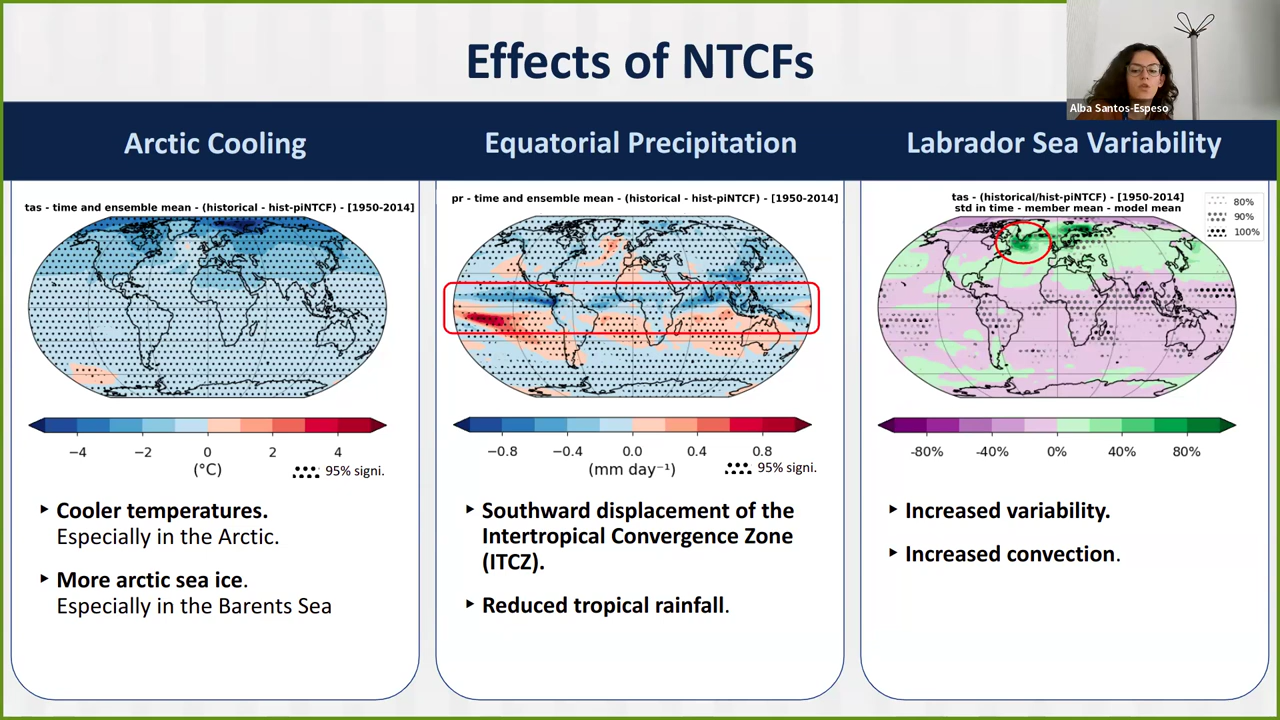 Effects of NTCFs
Alba Santos-Espeso
Arctic Cooling
Equatorial Precipitation
Labrador Sea Variability
tas - time and ensemble mean - (historical - hist-piNTCF) - [1950-2014]
−4 −2 0 2 4
(°C)
95% signi.
‣ Cooler temperatures.
Especially in the Arctic.
‣ More arctic sea ice.
Especially in the Barents Sea
pr - time and ensemble mean - (historical - hist-piNTCF) - [1950-2014]
−0.8 −0.4 0.0 0.4 0.8
(mm day⁻¹)
95% signi.
‣ Southward displacement of the
Intertropical Convergence Zone
(ITCZ).
‣ Reduced tropical rainfall.
tas - (historical/hist-piNTCF) - [1950-2014]
std in time - member mean - model mean
80%
90%
100%
-80% -40% 0% 40% 80%
‣ Increased variability.
‣ Increased convection.